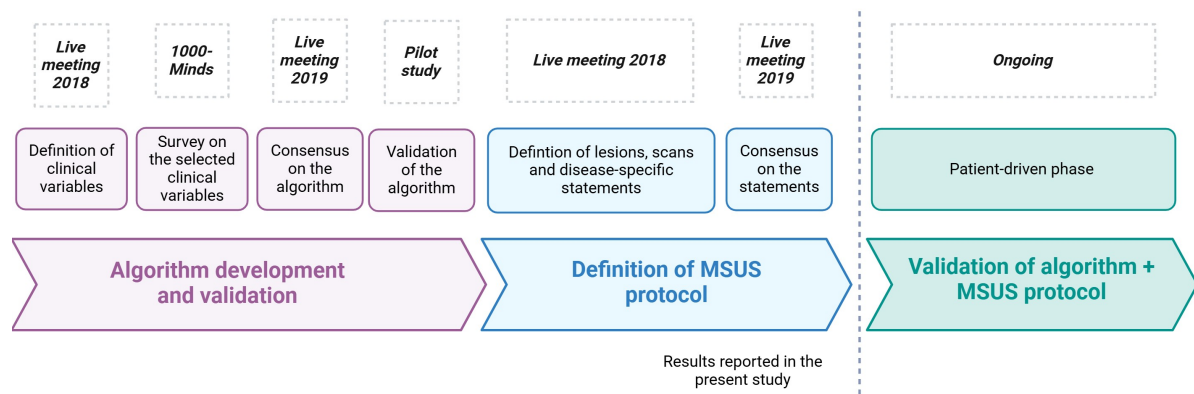 Live
meeting
2018
1000-
Minds
Live
meeting
2019
Pilot
study
Live meeting 2018
Live
meeting
2019
Ongoing
Definition of
clinical
variables
Survey on
the selected
clinical
variables
Consensus
on the
algorithm
Validation
of the
algorithm
Defintion of lesions, scans
and disease-specific
statements
Consensus
on the
statements
Patient-driven phase
Algorithm development
and validation
Definition of MSUS
protocol
Validation of algorithm +
MSUS protocol
Results reported in the
present study